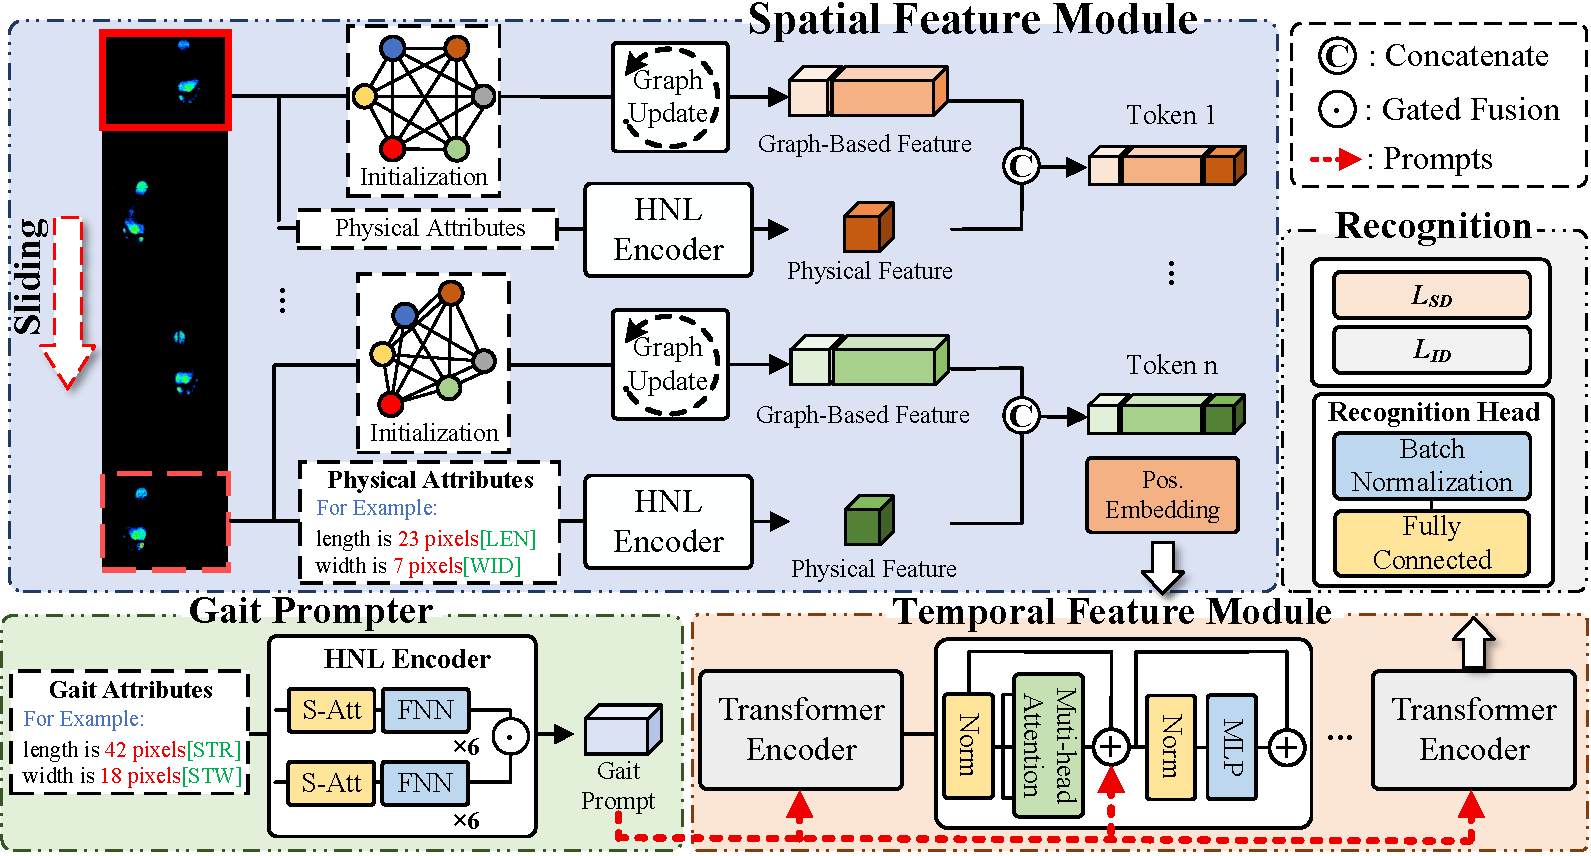 Spatial Feature Module
C : Concatenate
Gated Fusion
: Prompts
Sliding
Initialization
Graph
Update
Graph-Based Feature
Token 1
C
Physical Attributes
HNL
Encoder
Physical Feature
Initialization
Graph
Update
Graph-Based Feature
Token n
C
Physical Attributes
For Example:
length is 23 pixels[LEN]
width is 7 pixels[WID]
HNL
Encoder
Physical Feature
Pos.
Embedding
Recognition
LSD
LID
Recognition Head
Batch
Normalization
Fully
Connected
Gait Prompter
Gait Attributes
For Example:
length is 42 pixels[STR]
width is 18 pixels[STW]
HNL Encoder
S-Att FNN
×6
S-Att FNN
×6
Gait
Prompt
Temporal Feature Module
Transformer
Encoder
Norm
Muti-head
Attention
Norm
MLP
...
Transformer
Encoder